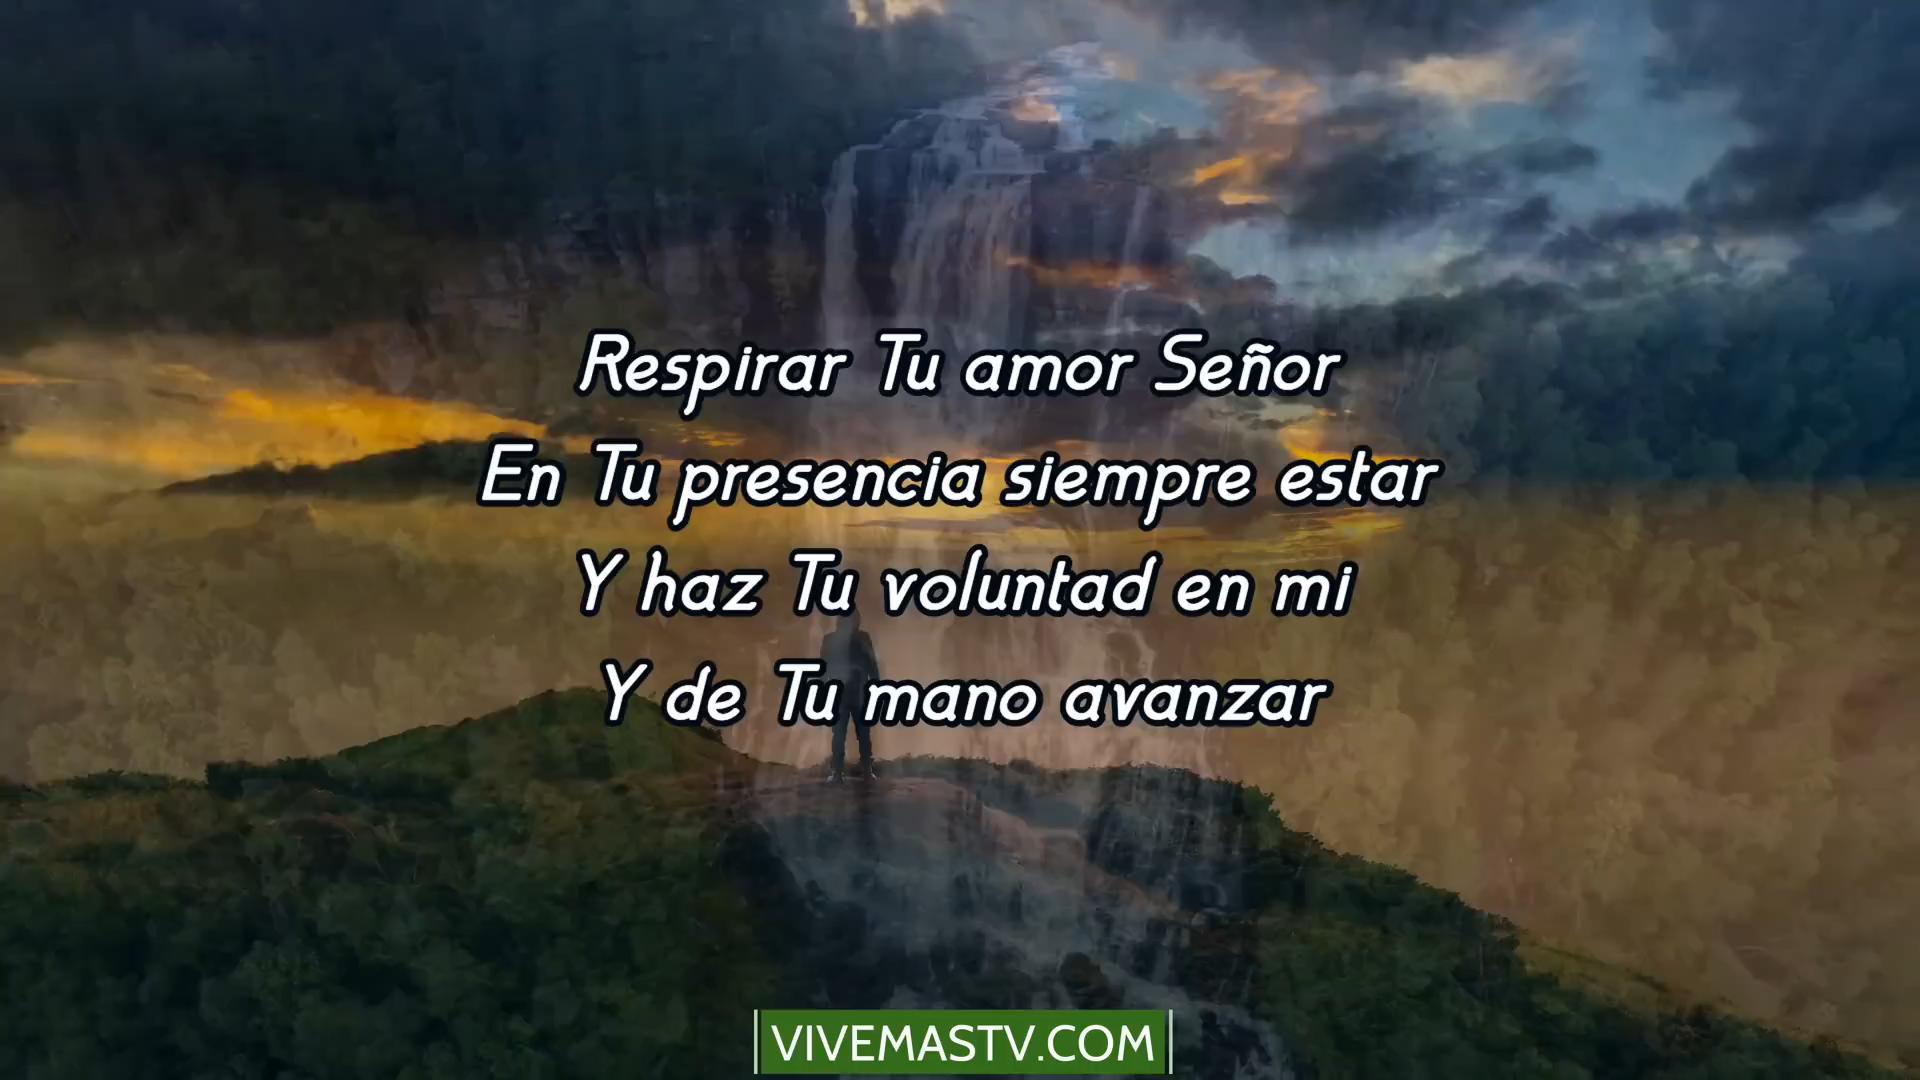 Respirar Tu amor Señor
En Tu presencia siempre estar
Y haz Tu voluntad en mi
Y de Tu mano avanzar
VIVEMASTV.COM